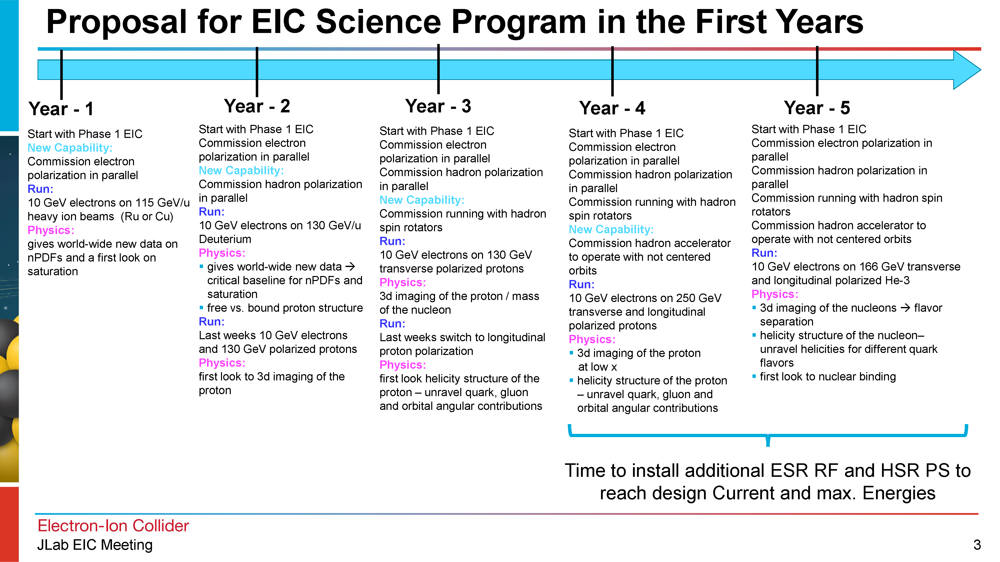 Proposal for EIC Science Program in the First Years
Year - 1
Start with Phase 1 EIC
New Capability:
Commission electron
polarization in parallel
Run:
10 GeV electrons on 115 GeV/u
heavy ion beams (Ru or Cu)
Physics:
gives world-wide new data on
nPDFs and a first look on
saturation
Year - 2
Start with Phase 1 EIC
Commission electron
polarization in parallel
New Capability:
Commission hadron polarization
in parallel
Run:
10 GeV electrons on 130 GeV/u
Deuterium
Physics:
▪ gives world-wide new data →
critical baseline for nPDFs and
saturation
▪ free vs. bound proton structure
Run:
Last weeks 10 GeV electrons
and 130 GeV polarized protons
Physics:
first look to 3d imaging of the
proton
Year - 3
Start with Phase 1 EIC
Commission electron
polarization in parallel
Commission hadron polarization
in parallel
New Capability:
Commission running with hadron
spin rotators
Run:
10 GeV electrons on 130 GeV
transverse polarized protons
Physics:
3d imaging of the proton / mass
of the nucleon
Run:
Last weeks switch to longitudinal
proton polarization
Physics:
first look helicity structure of the
proton – unravel quark, gluon
and orbital angular contributions
Year - 4
Start with Phase 1 EIC
Commission electron
polarization in parallel
Commission hadron polarization
in parallel
Commission running with hadron
spin rotators
New Capability:
Commission hadron accelerator
to operate with not centered
orbits
Run:
10 GeV electrons on 250 GeV
transverse and longitudinal
polarized protons
Physics:
▪ 3d imaging of the proton
at low x
▪ helicity structure of the proton
– unravel quark, gluon and
orbital angular contributions
Year - 5
Start with Phase 1 EIC
Commission electron polarization in
parallel
Commission hadron polarization in
parallel
Commission running with hadron spin
rotators
Commission hadron accelerator to
operate with not centered orbits
Run:
10 GeV electrons on 166 GeV transverse
and longitudinal polarized He-3
Physics:
▪ 3d imaging of the nucleons → flavor
separation
▪ helicity structure of the nucleon–
unravel helicities for different quark
flavors
▪ first look to nuclear binding
Time to install additional ESR RF and HSR PS to
reach design Current and max. Energies
Electron-Ion Collider
JLab EIC Meeting
3